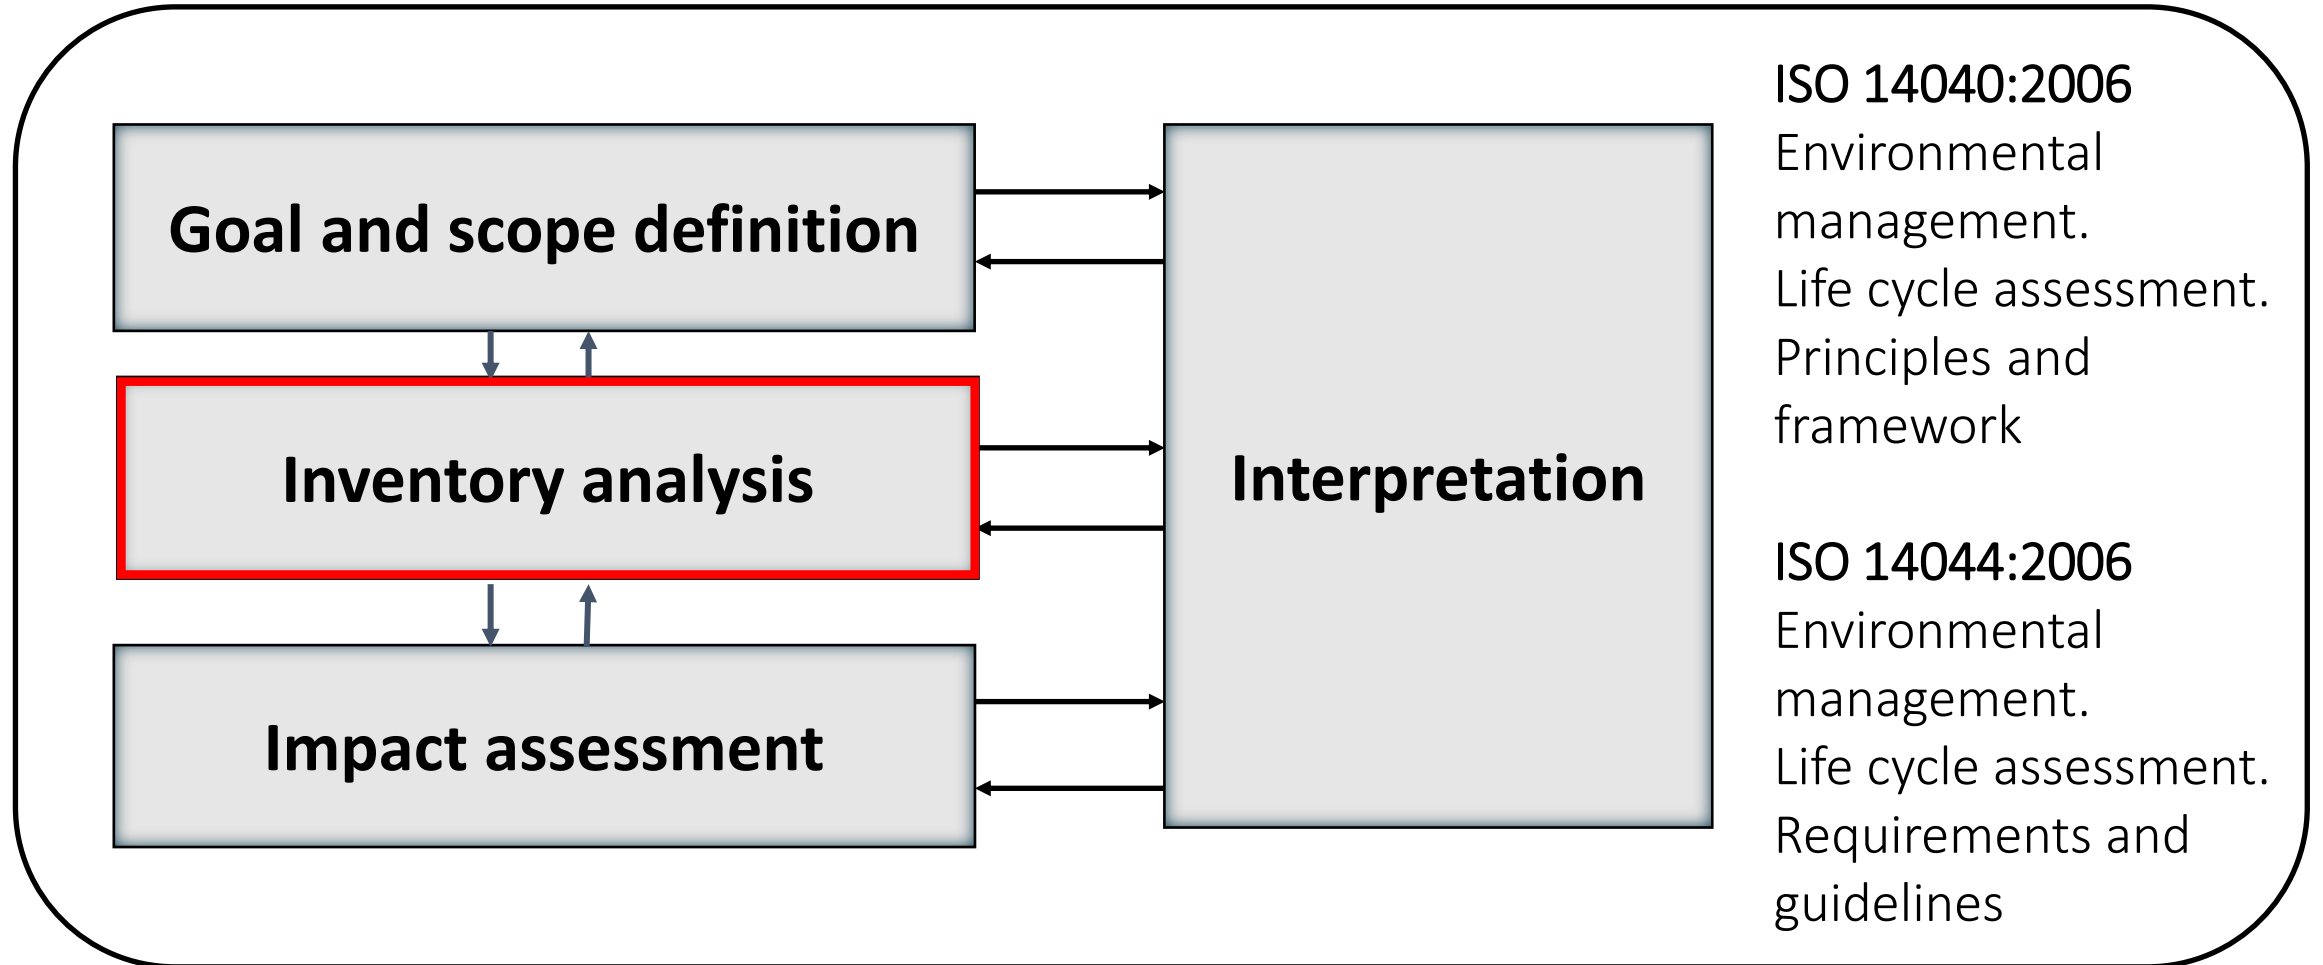 Goal and scope definition
Inventory analysis
Impact assessment
Interpretation
ISO 14040:2006
Environmental
management.
Life cycle assessment.
Principles and
framework
ISO 14044:2006
Environmental
management.
Life cycle assessment.
Requirements and
guidelines